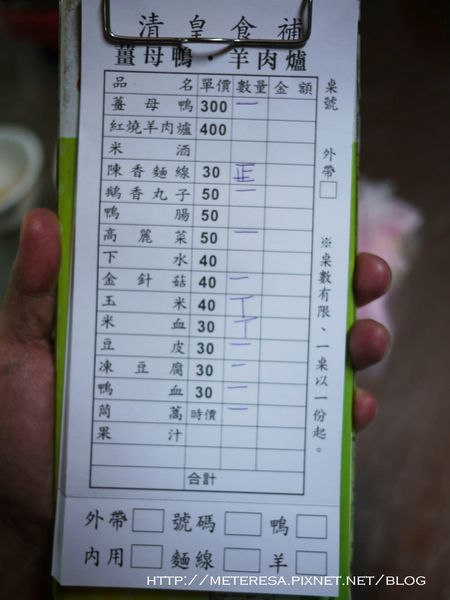 清皇食補
薑母鴨・羊肉爐
品名 單價 數量 金額
薑母鴨 300 一
紅燒羊肉爐 400
米酒
陳香麵線 30 正
鵝香丸子 50 一
鴨腸 50
高麗菜 50 一
下水 40
金針菇 40 一
玉米 40 丅
米血 30 丅
豆皮 30 一
凍豆腐 30 一
鴨血 30 一
茼蒿 時價 一
果汁
合計
桌號
外帶
※桌數有限、一桌以一份起。
外帶 號碼 鴨
內用 麵線 羊
HTTP://METERESA.PIXNET.NET/BLOG